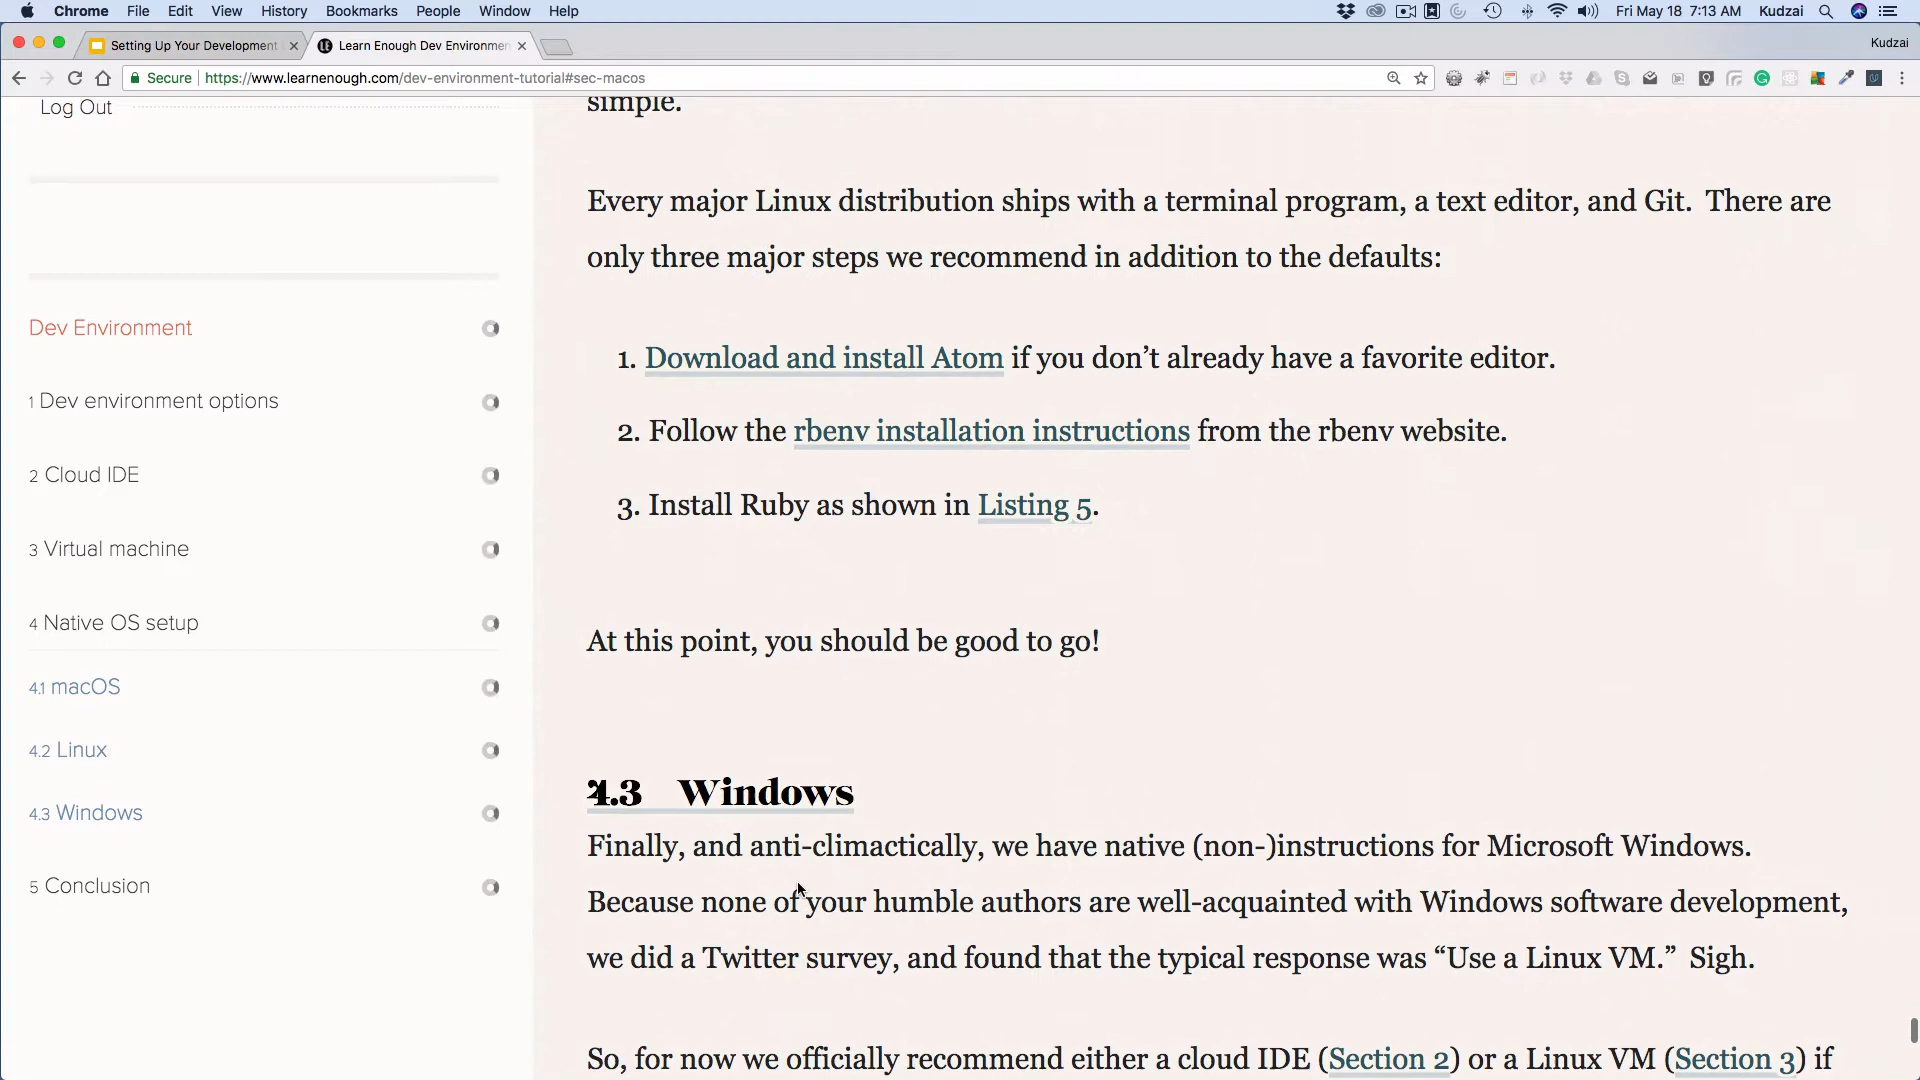 Chrome File Edit View History Bookmarks People Window Help Fri May 18 7:13 AM Kudzai
Setting Up Your Development Learn Enough Dev Environmen Kudzai
Secure https://www.learnenough.com/dev-environment-tutorial#sec-macos
Log Out
Dev Environment
1 Dev environment options
2 Cloud IDE
3 Virtual machine
4 Native OS setup
4.1 macOS
4.2 Linux
4.3 Windows
5 Conclusion
simple.
Every major Linux distribution ships with a terminal program, a text editor, and Git. There are
only three major steps we recommend in addition to the defaults:
1. Download and install Atom if you don’t already have a favorite editor.
2. Follow the rbenv installation instructions from the rbenv website.
3. Install Ruby as shown in Listing 5.
At this point, you should be good to go!
4.3 Windows
Finally, and anti-climactically, we have native (non-)instructions for Microsoft Windows.
Because none of your humble authors are well-acquainted with Windows software development,
we did a Twitter survey, and found that the typical response was “Use a Linux VM.” Sigh.
So, for now we officially recommend either a cloud IDE (Section 2) or a Linux VM (Section 3) if